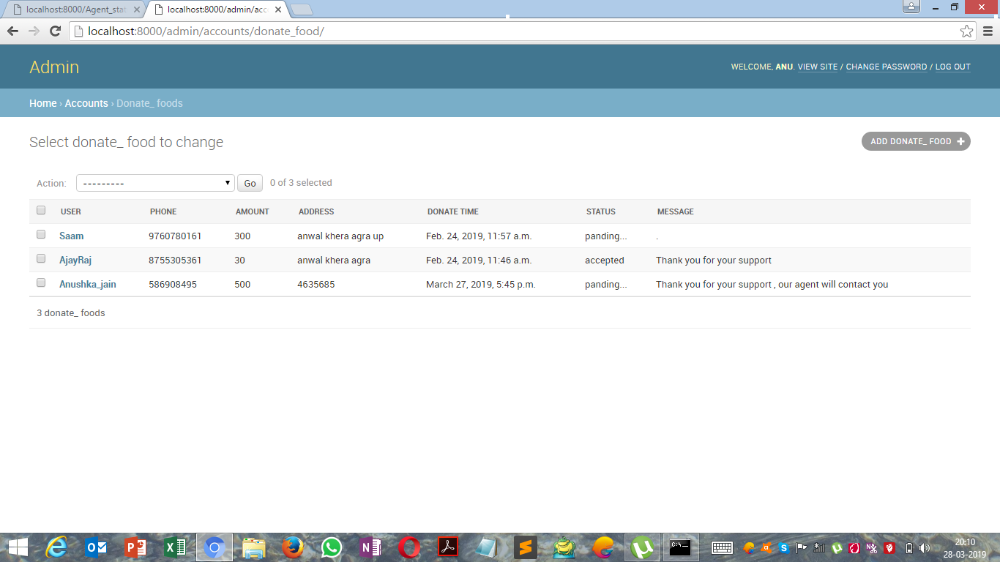 localhost:8000/Agent_stat
localhost:8000/admin/acc
localhost:8000/admin/accounts/donate_food/
Admin
WELCOME, ANU. VIEW SITE / CHANGE PASSWORD / LOG OUT
Home › Accounts › Donate_ foods
Select donate_ food to change
ADD DONATE_ FOOD +
Action: --------- Go 0 of 3 selected
USER PHONE AMOUNT ADDRESS DONATE TIME STATUS MESSAGE
Saam 9760780161 300 anwal khera agra up Feb. 24, 2019, 11:57 a.m. panding... .
AjayRaj 8755305361 30 anwal khera agra Feb. 24, 2019, 11:46 a.m. accepted Thank you for your support
Anushka_jain 586908495 500 4635685 March 27, 2019, 5:45 p.m. panding... Thank you for your support , our agent will contact you
3 donate_ foods
20:10
28-03-2019